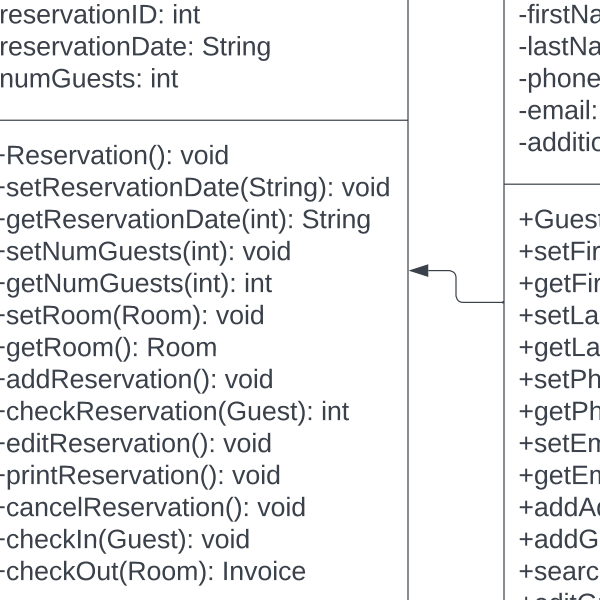 reservationID: int
reservationDate: String
numGuests: int
+Reservation(): void
+setReservationDate(String): void
+getReservationDate(int): String
+setNumGuests(int): void
+getNumGuests(int): int
+setRoom(Room): void
+getRoom(): Room
+addReservation(): void
+checkReservation(Guest): int
+editReservation(): void
+printReservation(): void
+cancelReservation(): void
+checkIn(Guest): void
+checkOut(Room): Invoice
-firstNa
-lastNa
-phone
-email:
-additio
+Guest
+setFir
+getFir
+setLa
+getLa
+setPh
+getPh
+setEm
+getEm
+addAd
+addG
+searc